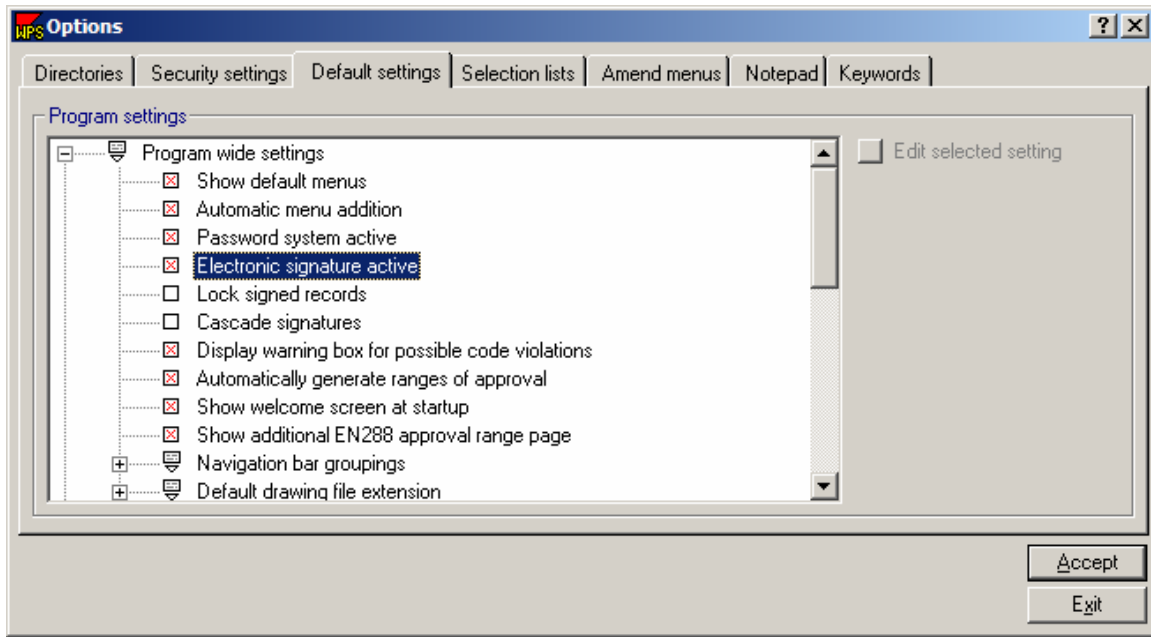 WPS Options
Directories Security settings Default settings Selection lists Amend menus Notepad Keywords
Program settings
Program wide settings
Edit selected setting
Show default menus
Automatic menu addition
Password system active
Electronic signature active
Lock signed records
Cascade signatures
Display warning box for possible code violations
Automatically generate ranges of approval
Show welcome screen at startup
Show additional EN288 approval range page
Navigation bar groupings
Default drawing file extension
Accept
Exit